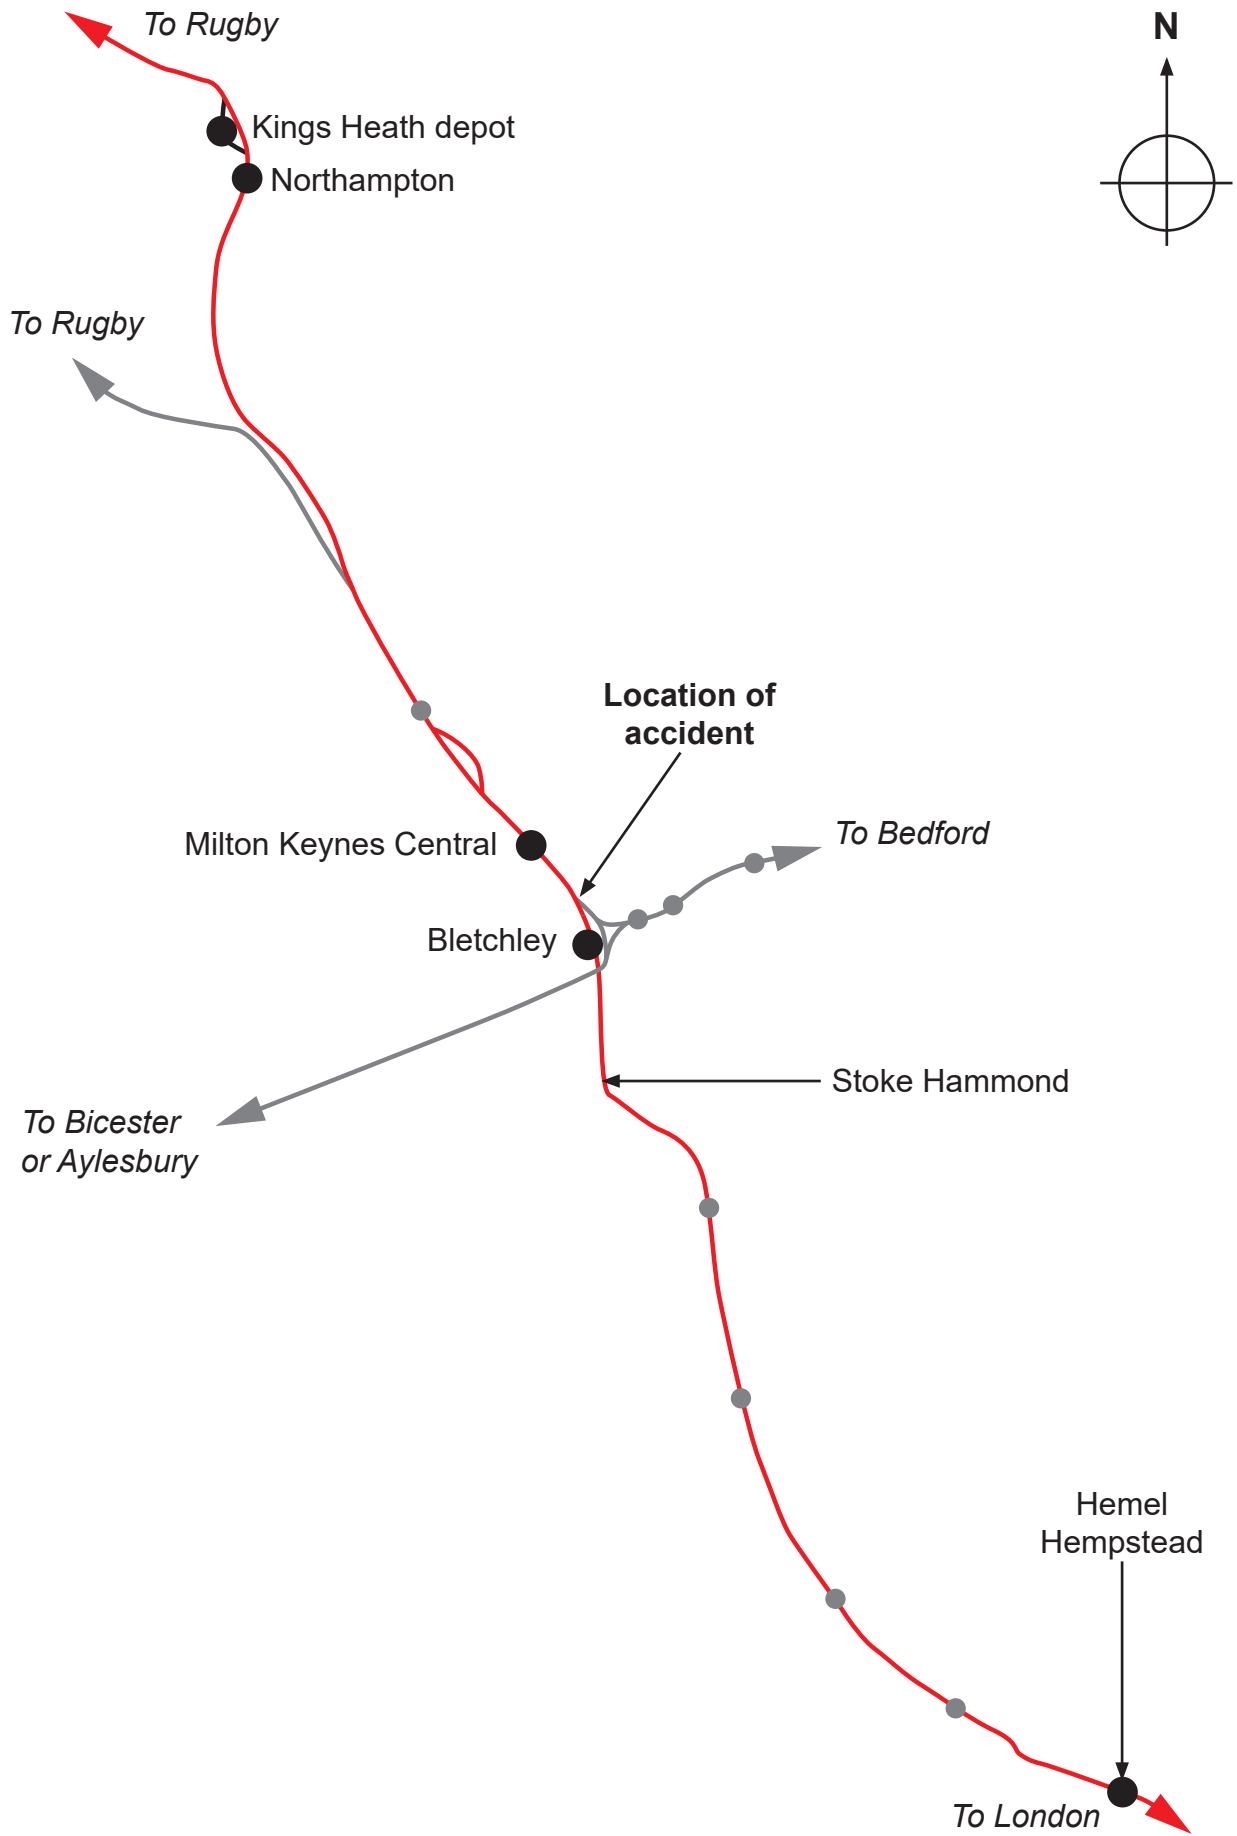 To Rugby
N
Kings Heath depot
Northampton
To Rugby
Location of
accident
To Bedford
Milton Keynes Central
Bletchley
Stoke Hammond
To Bicester
or Aylesbury
Hemel
Hempstead
To London